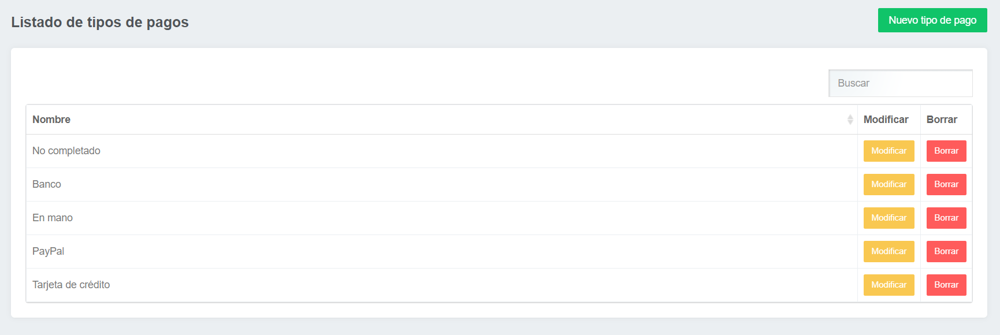 Listado de tipos de pagos
Nuevo tipo de pago
Buscar
Nombre Modificar Borrar
No completado Modificar Borrar
Banco Modificar Borrar
En mano Modificar Borrar
PayPal Modificar Borrar
Tarjeta de crédito Modificar Borrar